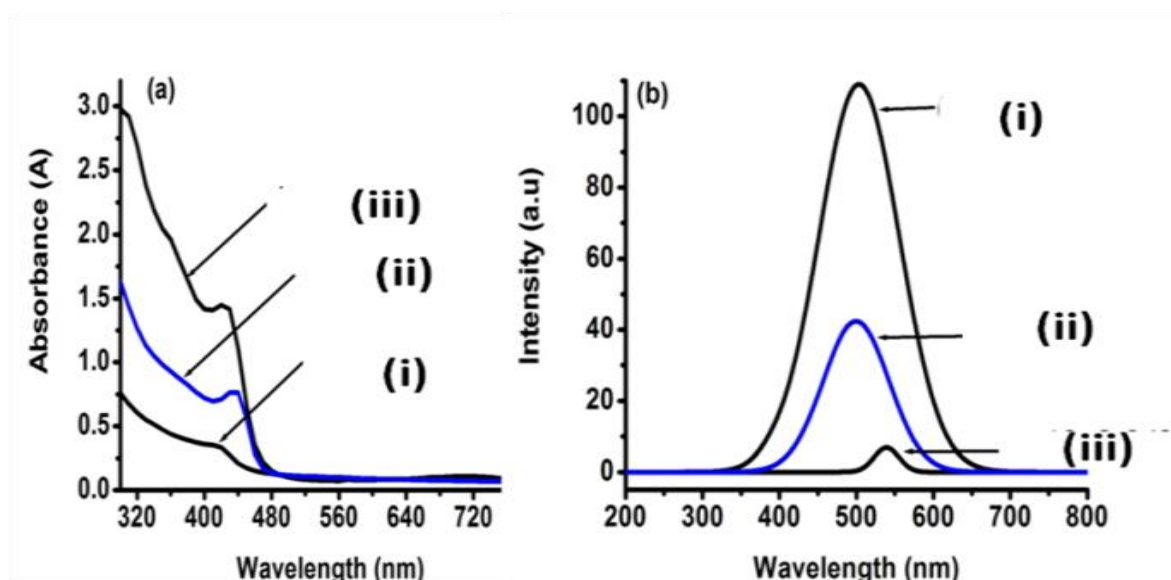 (a)
Absorbance (A)
3.0
2.5
2.0
1.5
1.0
0.5
0.0
320 400 480 560 640 720
Wavelength (nm)
(iii)
(ii)
(i)
(b)
Intensity (a.u)
100
80
60
40
20
0
200 300 400 500 600 700 800
Wavelength (nm)
(i)
(ii)
(iii)